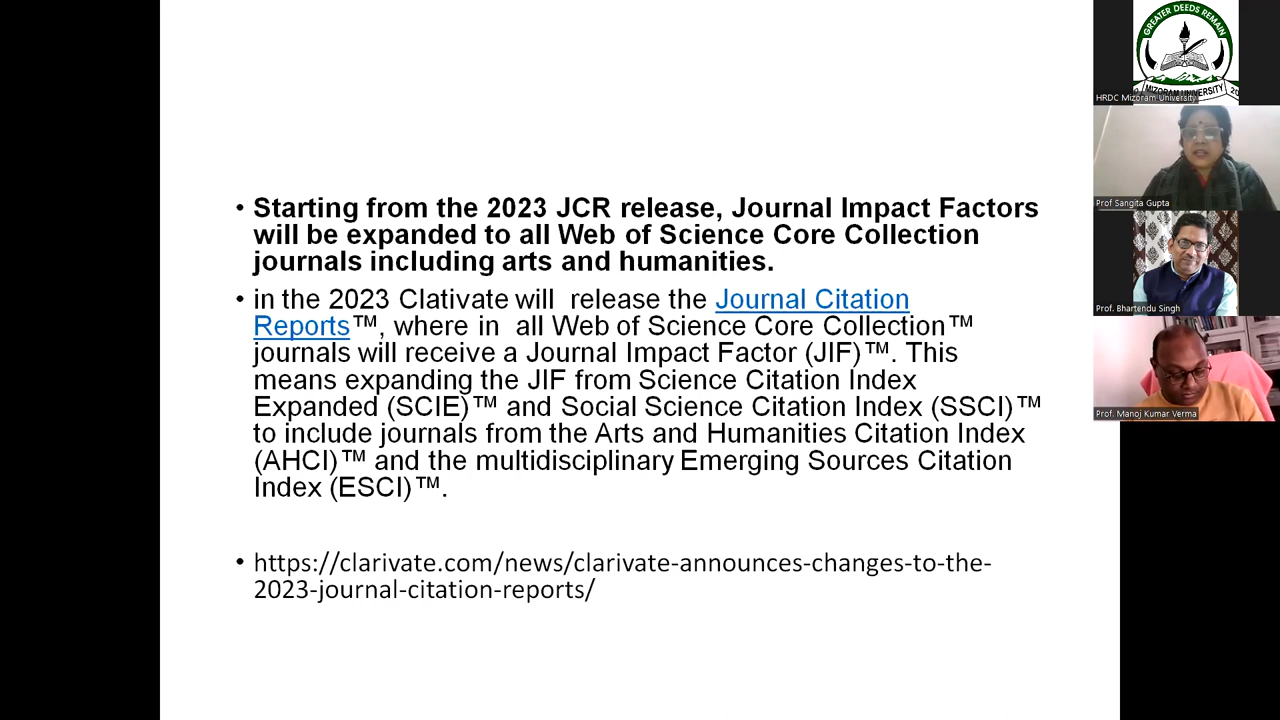 • Starting from the 2023 JCR release, Journal Impact Factors
will be expanded to all Web of Science Core Collection
journals including arts and humanities.
• in the 2023 Clativate will release the Journal Citation
Reports™, where in all Web of Science Core Collection™
journals will receive a Journal Impact Factor (JIF)™. This
means expanding the JIF from Science Citation Index
Expanded (SCIE)™ and Social Science Citation Index (SSCI)™
to include journals from the Arts and Humanities Citation Index
(AHCI)™ and the multidisciplinary Emerging Sources Citation
Index (ESCI)™.
• https://clarivate.com/news/clarivate-announces-changes-to-the-
2023-journal-citation-reports/
GREATER DEEDS REMAIN
MIZORAM UNIVERSITY
HRDC Mizoram University
Prof Sangita Gupta
Prof. Bhartendu Singh
Prof. Manoj Kumar Verma